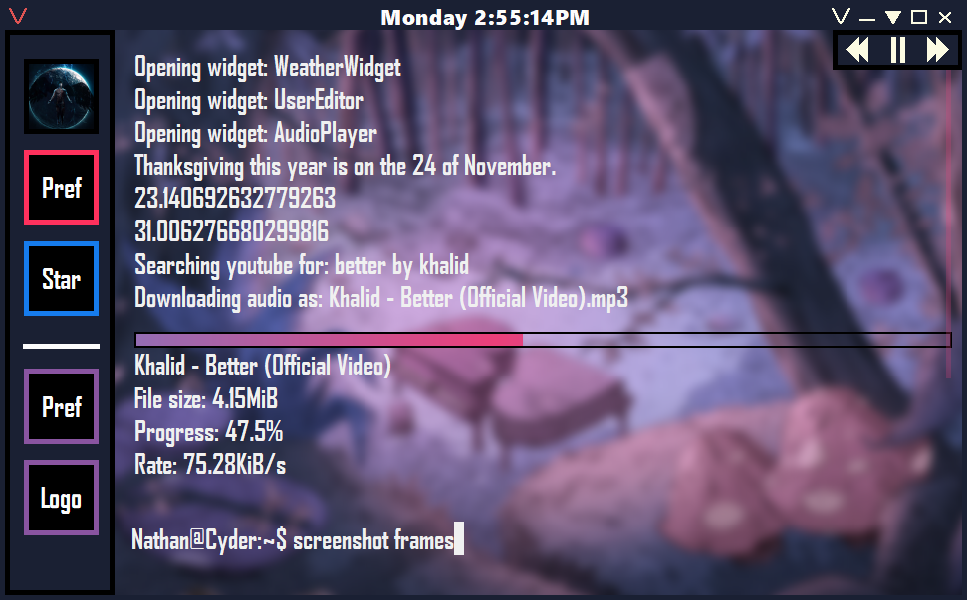 Monday 2:55:14PM
Opening widget: WeatherWidget
Opening widget: UserEditor
Opening widget: AudioPlayer
Thanksgiving this year is on the 24 of November.
23.140692632779263
31.006276680299816
Searching youtube for: better by khalid
Downloading audio as: Khalid - Better (Official Video).mp3
Khalid - Better (Official Video)
File size: 4.15MiB
Progress: 47.5%
Rate: 75.28KiB/s
Nathan@Cyder:~$ screenshot frames
Pref
Star
Pref
Logo